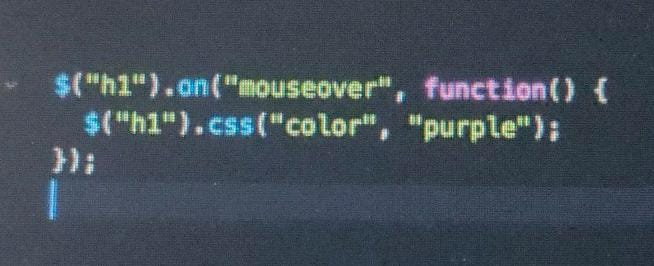 $("h1").on("mouseover", function() {
  $("h1").css("color", "purple");
});